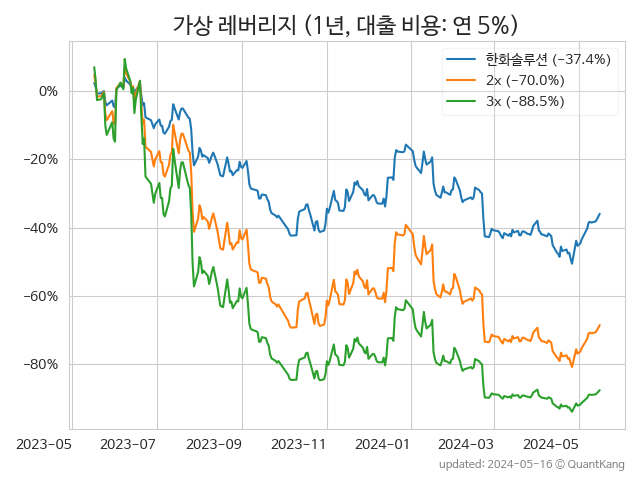 가상 레버리지 (1년, 대출 비용: 연 5%)
한화솔루션 (−37.4%)
2x (−70.0%)
3x (−88.5%)
0%
−20%
−40%
−60%
−80%
2023−05 2023−07 2023−09 2023−11 2024−01 2024−03 2024−05
updated: 2024−05−16 © QuantKang